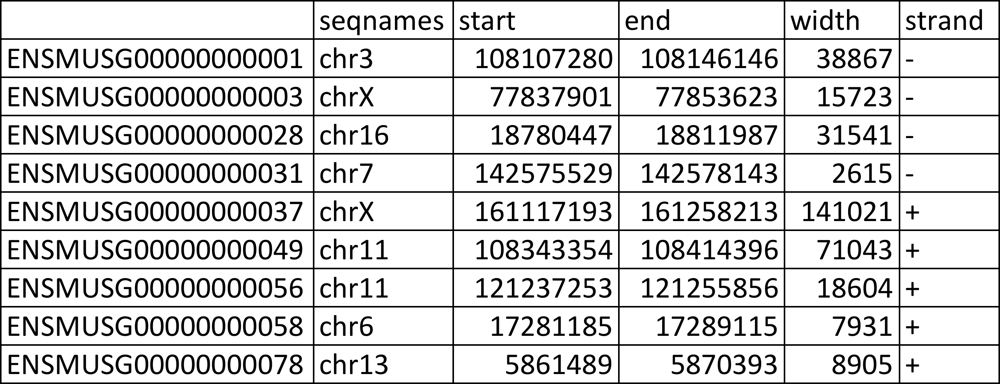 seqnames start end width strand
ENSMUSG00000000001 chr3 108107280 108146146 38867 -
ENSMUSG00000000003 chrX 77837901 77853623 15723 -
ENSMUSG00000000028 chr16 18780447 18811987 31541 -
ENSMUSG00000000031 chr7 142575529 142578143 2615 -
ENSMUSG00000000037 chrX 161117193 161258213 141021 +
ENSMUSG00000000049 chr11 108343354 108414396 71043 +
ENSMUSG00000000056 chr11 121237253 121255856 18604 +
ENSMUSG00000000058 chr6 17281185 17289115 7931 +
ENSMUSG00000000078 chr13 5861489 5870393 8905 +